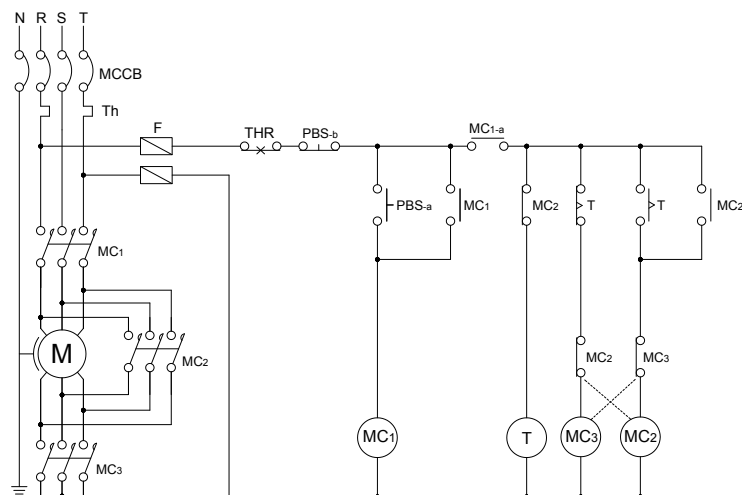 N R S T
MCCB
Th
F
THR
PBS-b
MC1-a
PBS-a
MC1
MC2
T
T
MC2
MC1
M
MC2
MC2
MC3
MC1
T
MC3
MC2
MC3